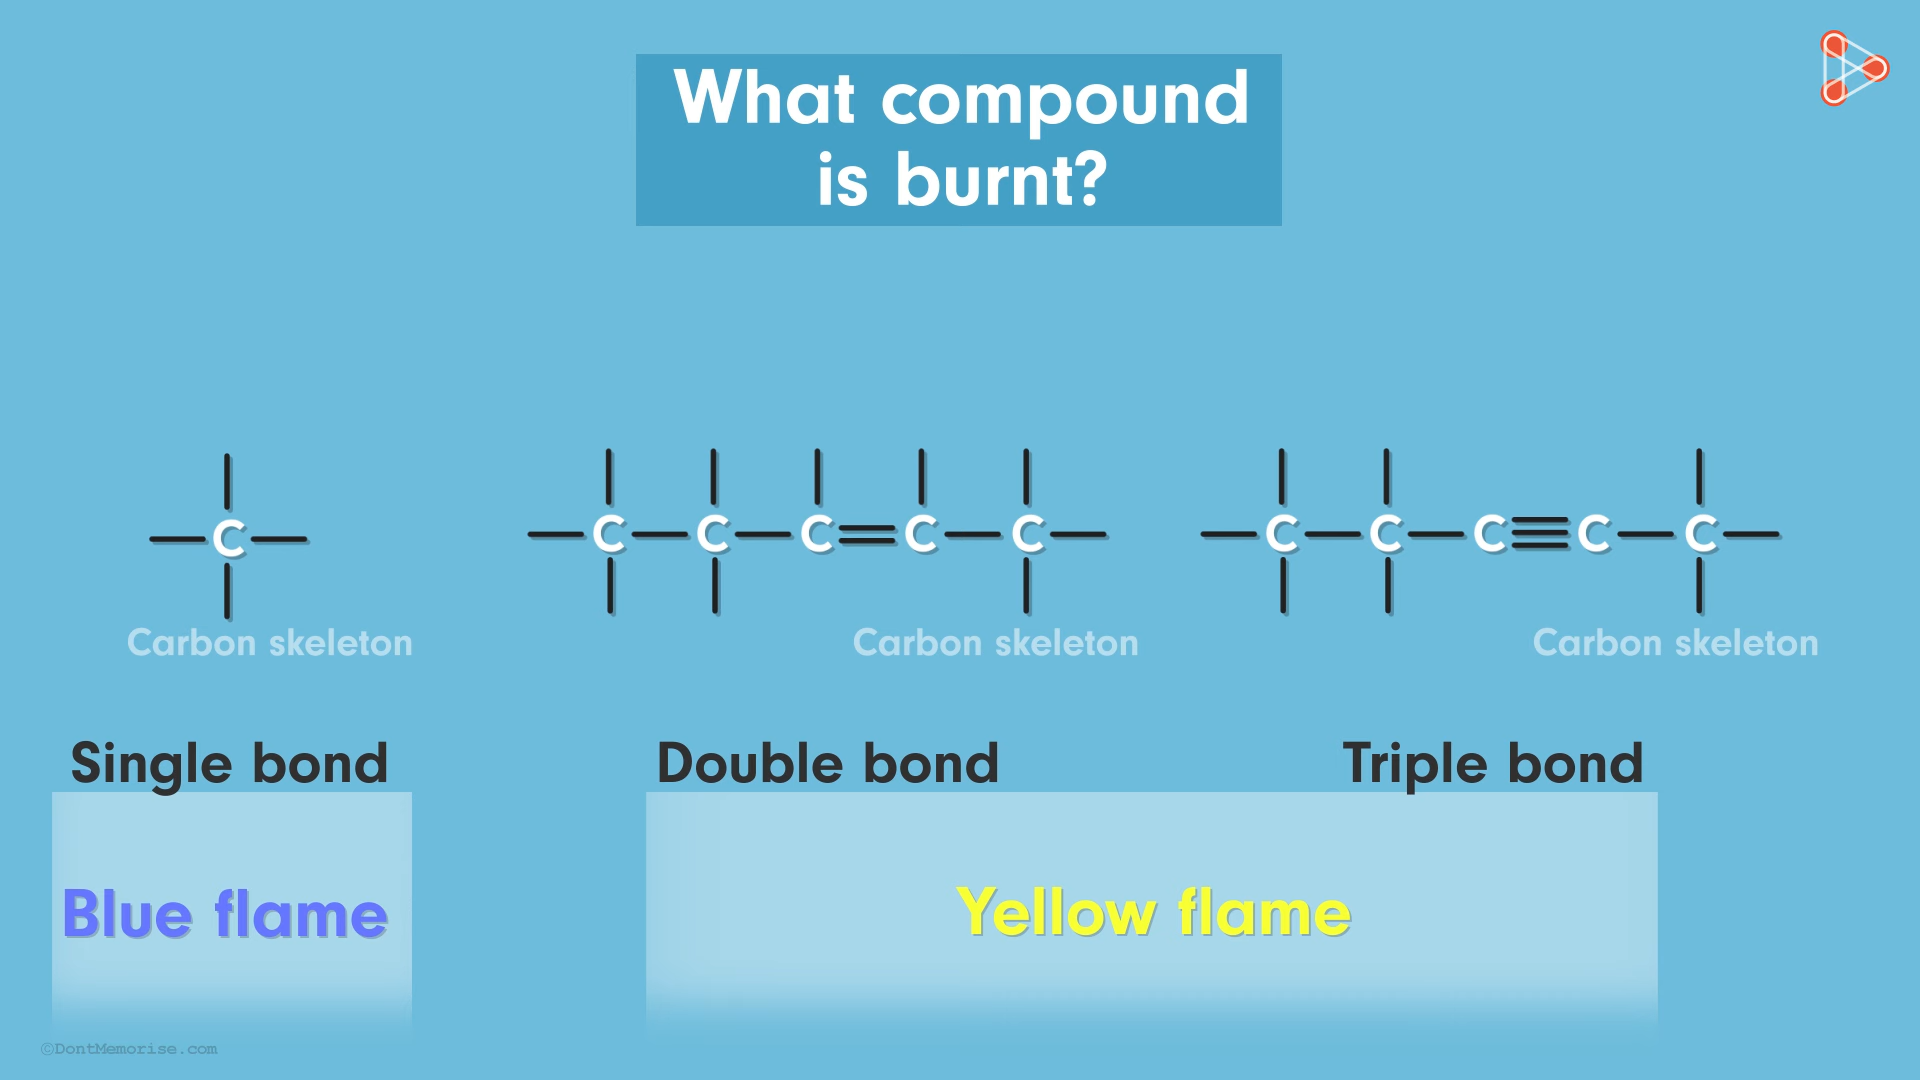 What compound
is burnt?
C
C C C C C
C C C C C
Carbon skeleton
Carbon skeleton
Carbon skeleton
Single bond
Double bond
Triple bond
Blue flame
Yellow flame
©DontMemorise.com